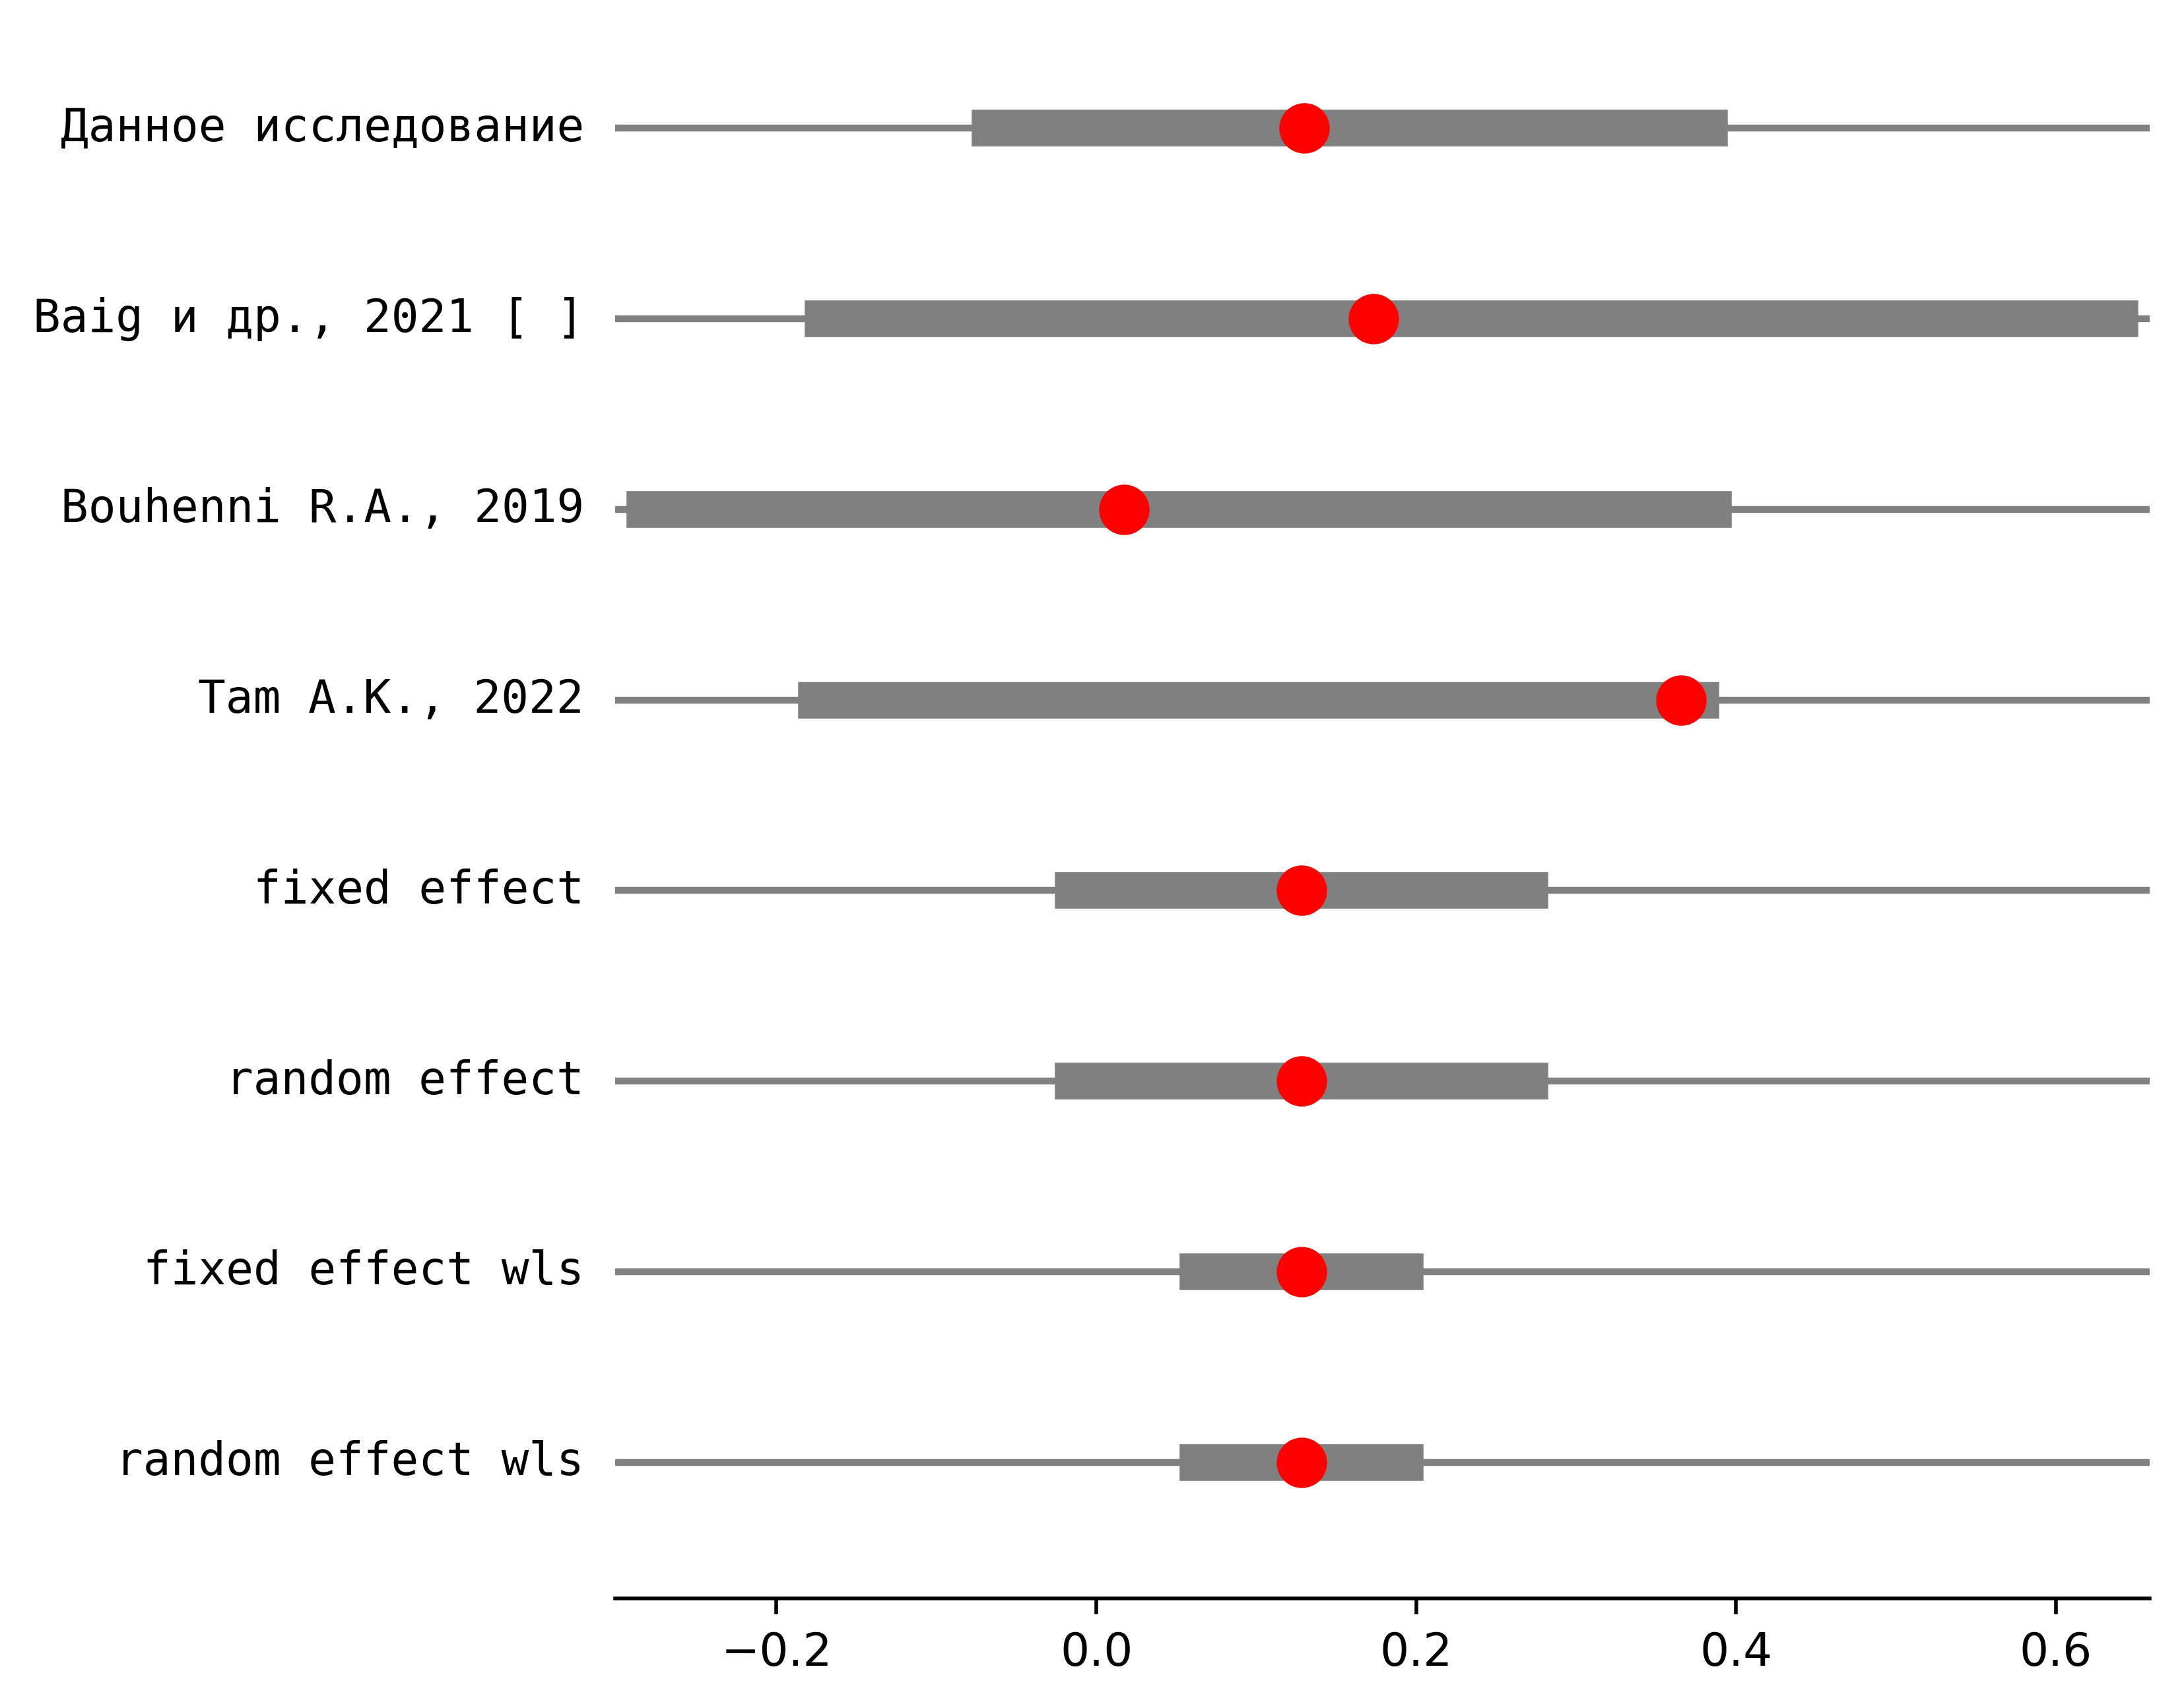 Данное исследование
Baig и др., 2021 [ ]
Bouhenni R.A., 2019
Tam A.K., 2022
fixed effect
random effect
fixed effect wls
random effect wls
−0.2 0.0 0.2 0.4 0.6